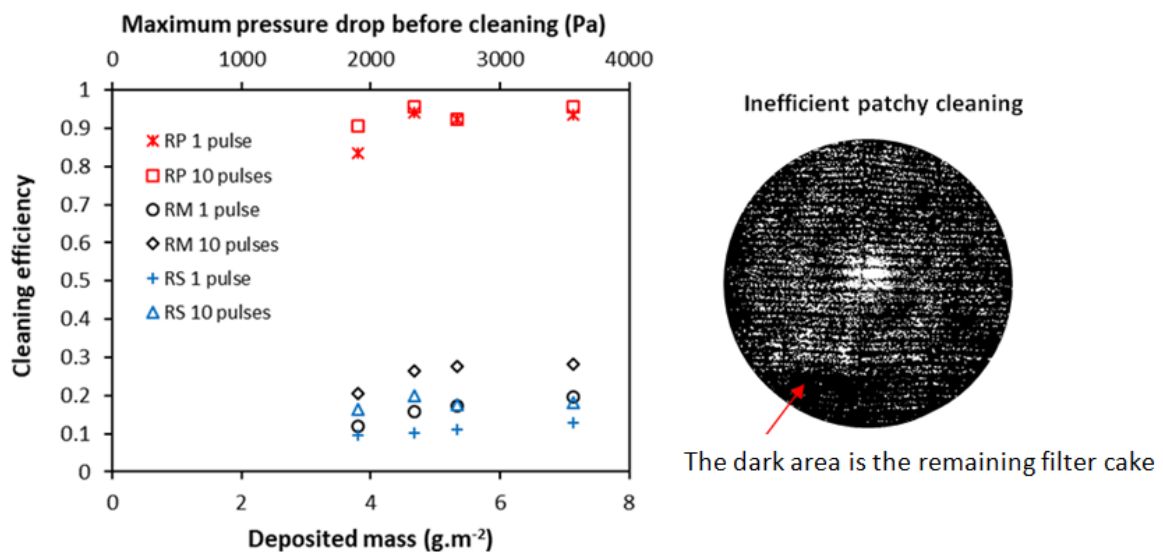 Maximum pressure drop before cleaning (Pa)
0 1000 2000 3000 4000
1
0.9
0.8
0.7
0.6
0.5
0.4
0.3
0.2
0.1
0
Cleaning efficiency
RP 1 pulse
RP 10 pulses
RM 1 pulse
RM 10 pulses
RS 1 pulse
RS 10 pulses
0 2 4 6 8
Deposited mass (g.m⁻²)
Inefficient patchy cleaning
The dark area is the remaining filter cake